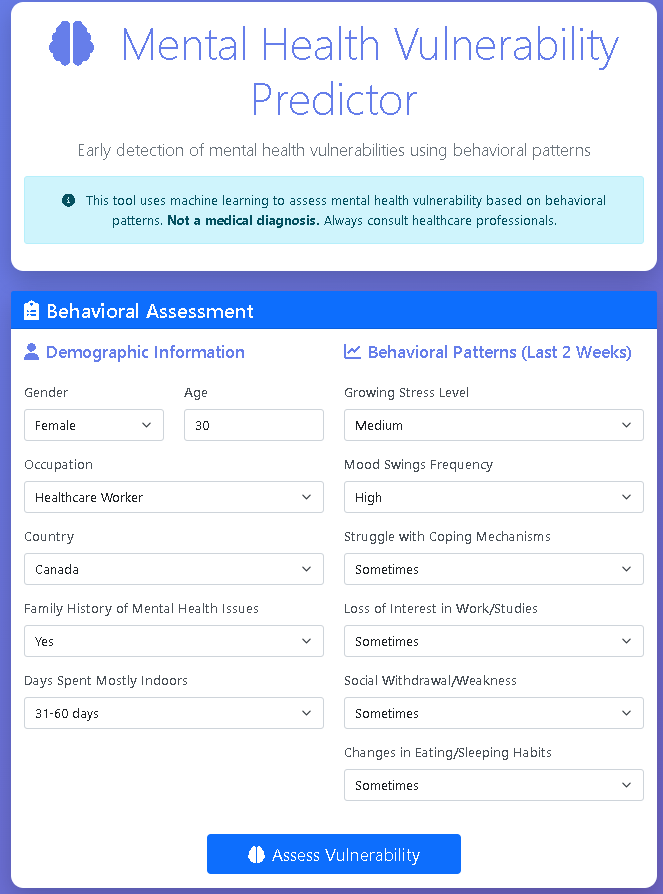 Mental Health Vulnerability
Predictor
Early detection of mental health vulnerabilities using behavioral patterns
This tool uses machine learning to assess mental health vulnerability based on behavioral
patterns. Not a medical diagnosis. Always consult healthcare professionals.
Behavioral Assessment
Demographic Information
Gender Age
Female 30
Occupation
Healthcare Worker
Country
Canada
Family History of Mental Health Issues
Yes
Days Spent Mostly Indoors
31-60 days
Behavioral Patterns (Last 2 Weeks)
Growing Stress Level
Medium
Mood Swings Frequency
High
Struggle with Coping Mechanisms
Sometimes
Loss of Interest in Work/Studies
Sometimes
Social Withdrawal/Weakness
Sometimes
Changes in Eating/Sleeping Habits
Sometimes
Assess Vulnerability